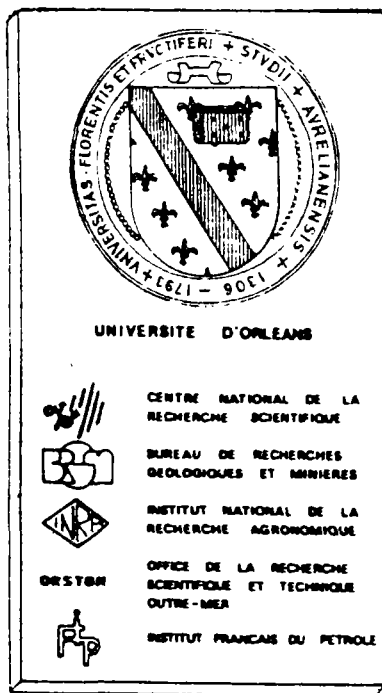 VNIVERSITAS FLORENTIS ET FRVCTIFERI + STVDII + AVRELIANENSIS + 1306 - 1793 +
UNIVERSITE D'ORLEANS
CENTRE NATIONAL DE LA
RECHERCHE SCIENTIFIQUE
BRGM
BUREAU DE RECHERCHES
GEOLOGIQUES ET MINIERES
INRA
INSTITUT NATIONAL DE LA
RECHERCHE AGRONOMIQUE
ORSTOM
OFFICE DE LA RECHERCHE
SCIENTIFIQUE ET TECHNIQUE
OUTRE-MER
IFP
INSTITUT FRANCAIS DU PETROLE